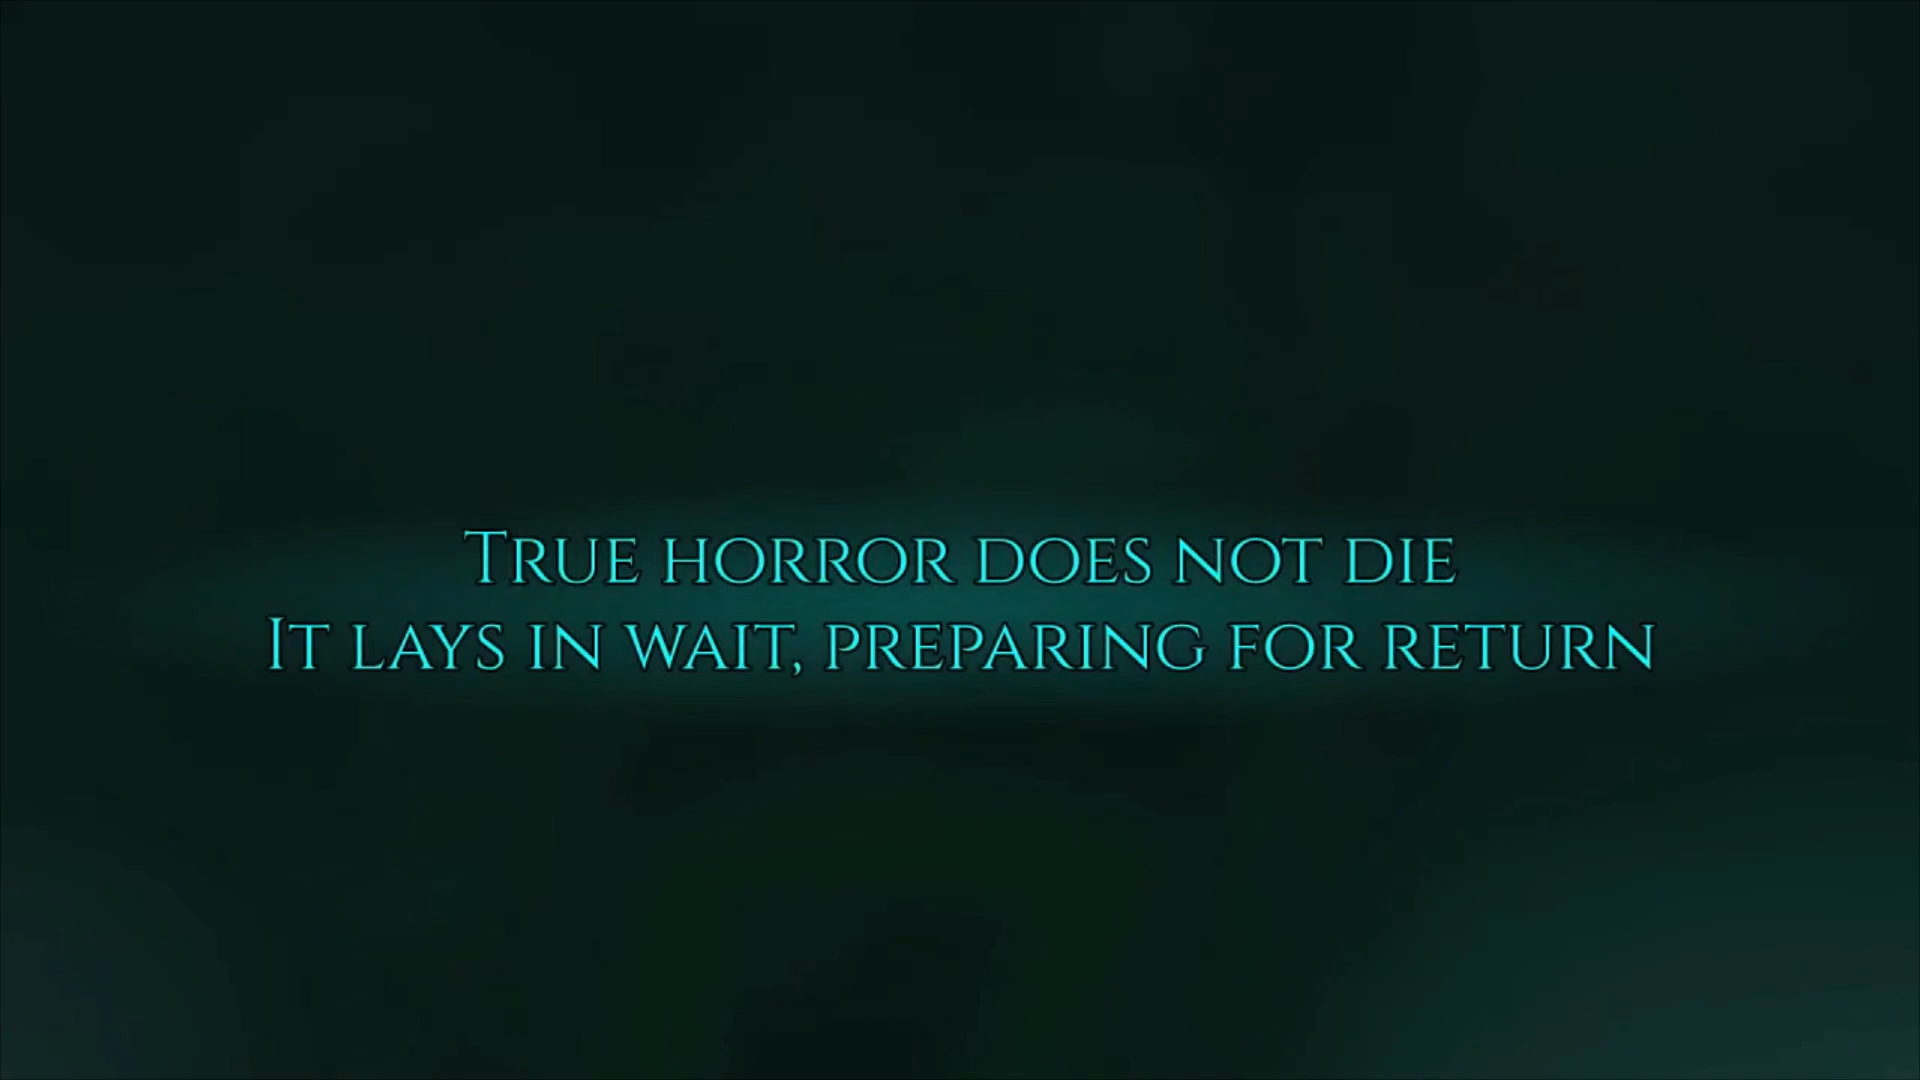 True horror does not die
It lays in wait, preparing for return